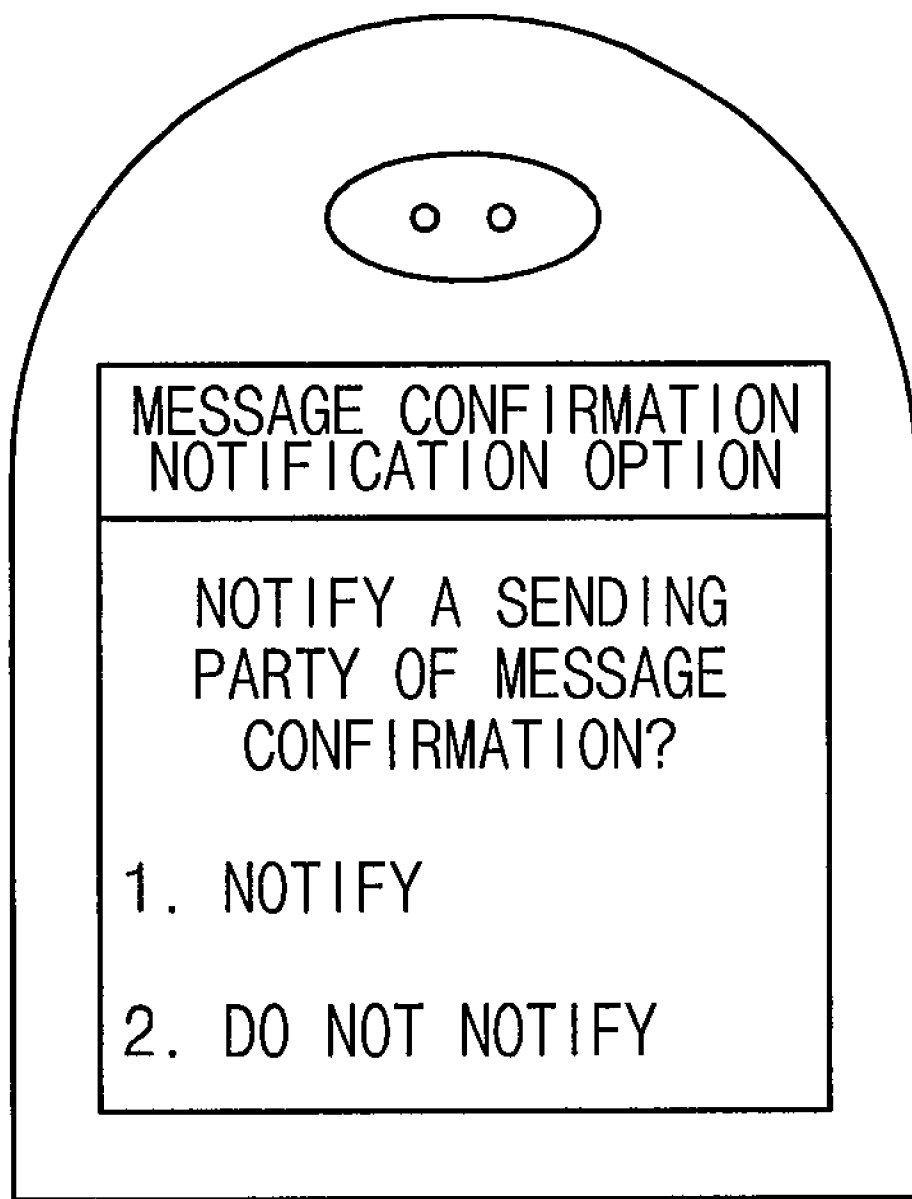 MESSAGE CONFIRMATION
NOTIFICATION OPTION
NOTIFY A SENDING
PARTY OF MESSAGE
CONFIRMATION?
1. NOTIFY
2. DO NOT NOTIFY